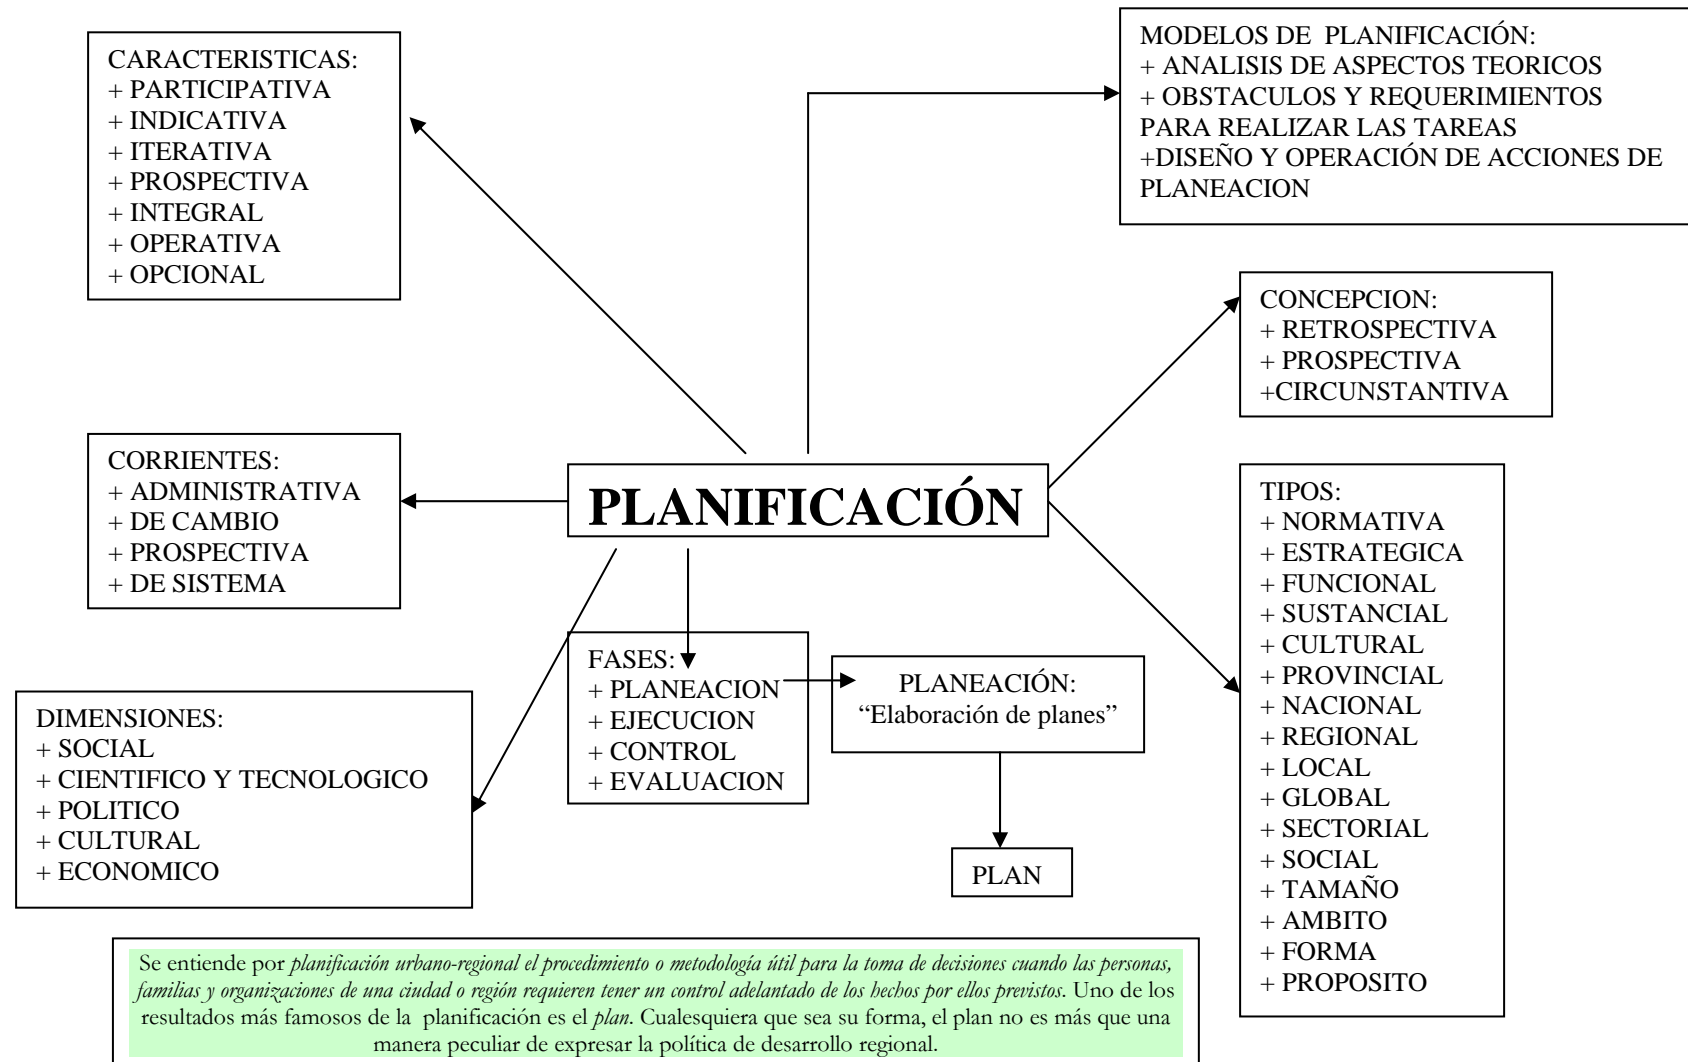 CARACTERISTICAS:
+ PARTICIPATIVA
+ INDICATIVA
+ ITERATIVA
+ PROSPECTIVA
+ INTEGRAL
+ OPERATIVA
+ OPCIONAL
MODELOS DE PLANIFICACIÓN:
+ ANALISIS DE ASPECTOS TEORICOS
+ OBSTACULOS Y REQUERIMIENTOS
PARA REALIZAR LAS TAREAS
+DISEÑO Y OPERACIÓN DE ACCIONES DE
PLANEACION
CONCEPCION:
+ RETROSPECTIVA
+ PROSPECTIVA
+CIRCUNSTANTIVA
CORRIENTES:
+ ADMINISTRATIVA
+ DE CAMBIO
+ PROSPECTIVA
+ DE SISTEMA
PLANIFICACIÓN
TIPOS:
+ NORMATIVA
+ ESTRATEGICA
+ FUNCIONAL
+ SUSTANCIAL
+ CULTURAL
+ PROVINCIAL
+ NACIONAL
+ REGIONAL
+ LOCAL
+ GLOBAL
+ SECTORIAL
+ SOCIAL
+ TAMAÑO
+ AMBITO
+ FORMA
+ PROPOSITO
FASES:
+ PLANEACION
+ EJECUCION
+ CONTROL
+ EVALUACION
PLANEACIÓN:
“Elaboración de planes”
PLAN
DIMENSIONES:
+ SOCIAL
+ CIENTIFICO Y TECNOLOGICO
+ POLITICO
+ CULTURAL
+ ECONOMICO
Se entiende por planificación urbano-regional el procedimiento o metodología útil para la toma de decisiones cuando las personas,
familias y organizaciones de una ciudad o región requieren tener un control adelantado de los hechos por ellos previstos. Uno de los
resultados más famosos de la planificación es el plan. Cualesquiera que sea su forma, el plan no es más que una
manera peculiar de expresar la política de desarrollo regional.